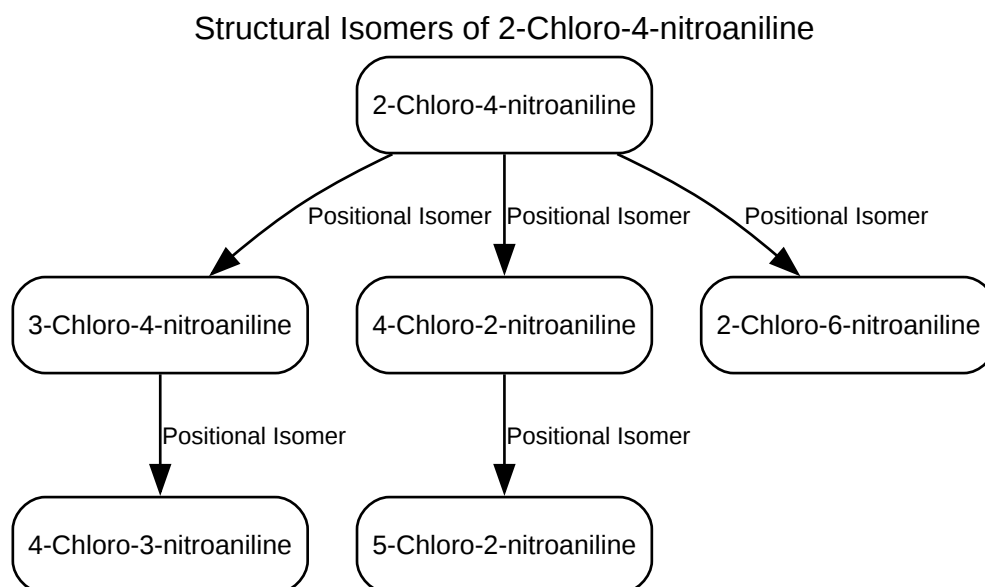 Structural Isomers of 2-Chloro-4-nitroaniline
2-Chloro-4-nitroaniline
Positional Isomer
Positional Isomer
Positional Isomer
3-Chloro-4-nitroaniline
4-Chloro-2-nitroaniline
2-Chloro-6-nitroaniline
Positional Isomer
Positional Isomer
4-Chloro-3-nitroaniline
5-Chloro-2-nitroaniline